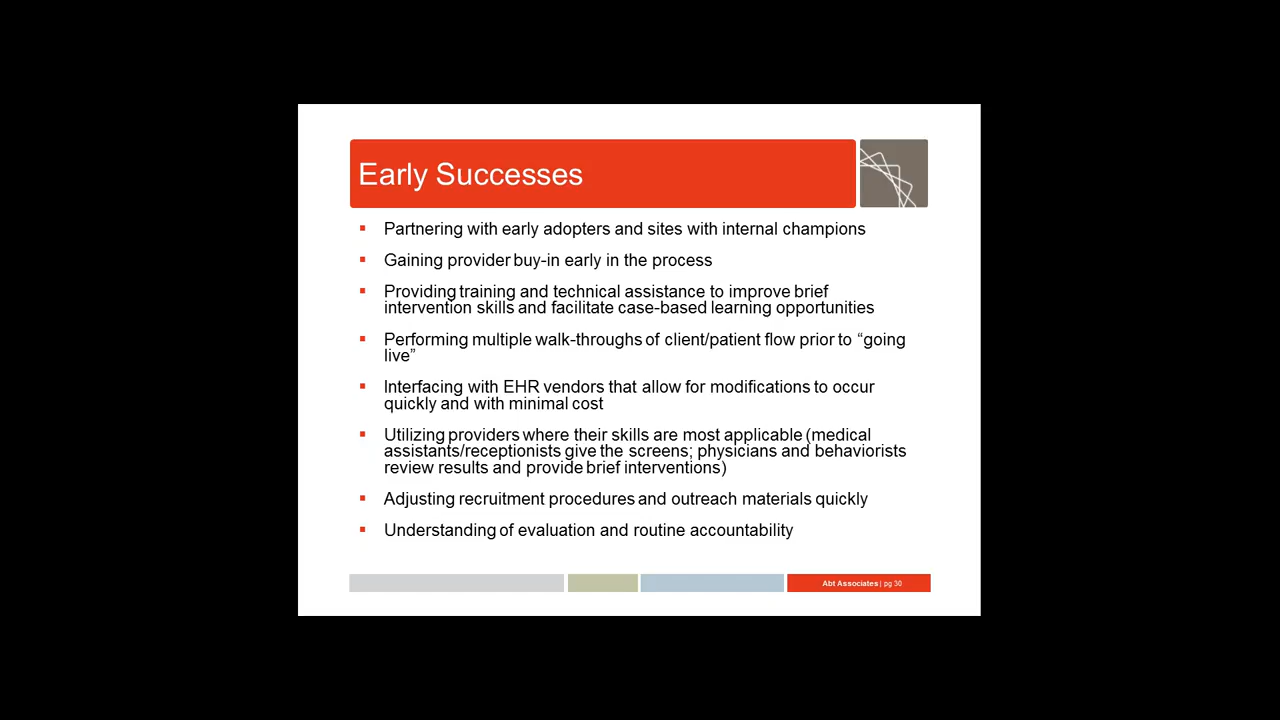 Early Successes
Partnering with early adopters and sites with internal champions
Gaining provider buy-in early in the process
Providing training and technical assistance to improve brief
intervention skills and facilitate case-based learning opportunities
Performing multiple walk-throughs of client/patient flow prior to “going
live”
Interfacing with EHR vendors that allow for modifications to occur
quickly and with minimal cost
Utilizing providers where their skills are most applicable (medical
assistants/receptionists give the screens; physicians and behaviorists
review results and provide brief interventions)
Adjusting recruitment procedures and outreach materials quickly
Understanding of evaluation and routine accountability
Abt Associates | pg 30